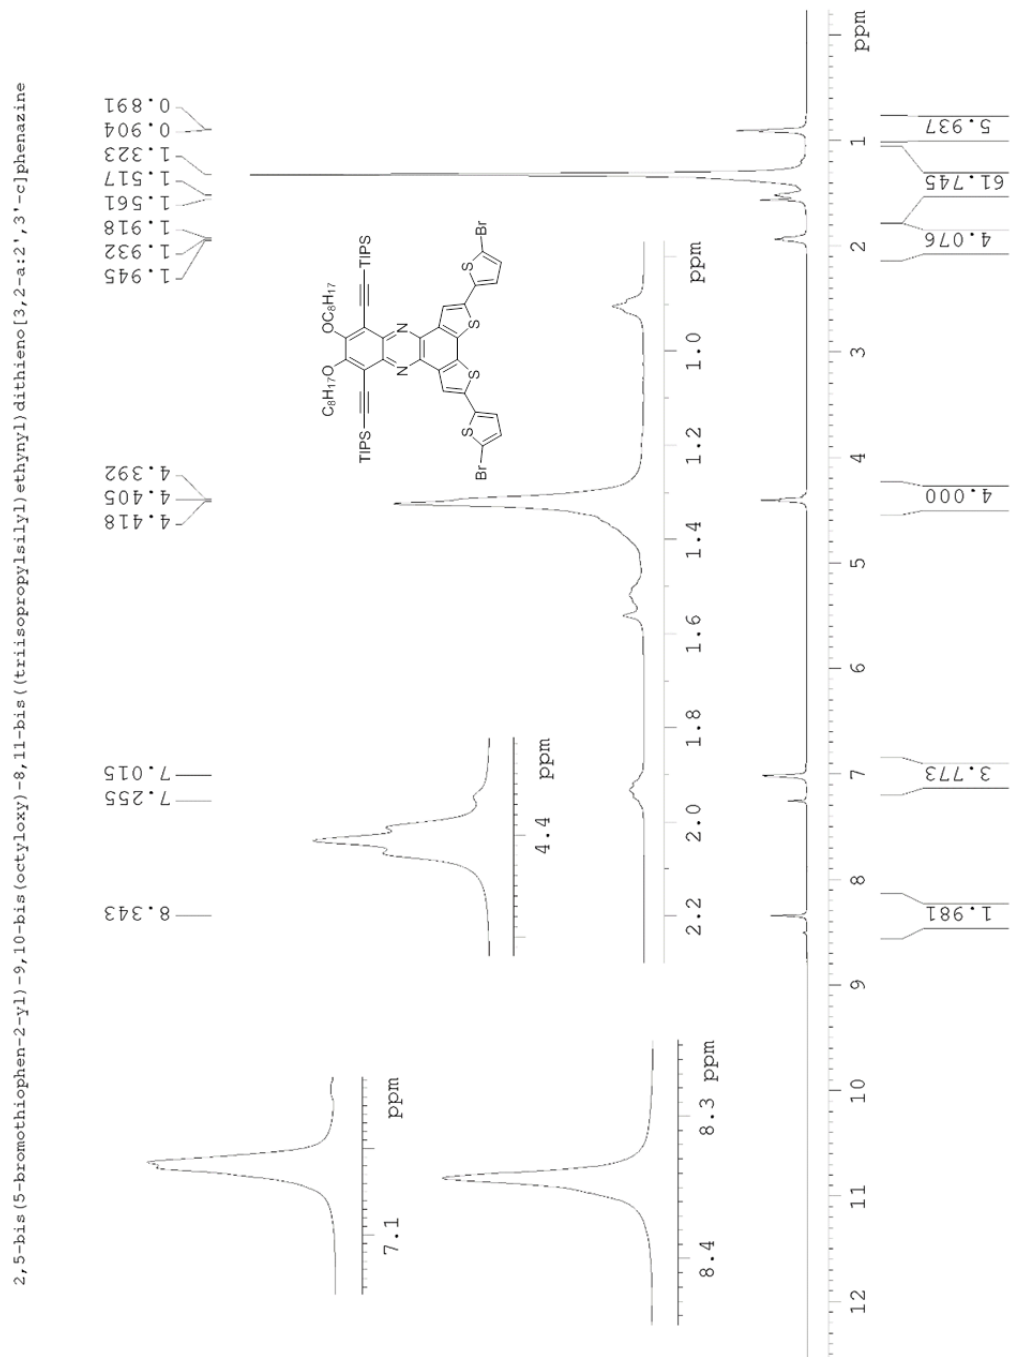 2,5-bis(5-bromothiophen-2-yl)-9,10-bis(octyloxy)-8,11-bis((triisopropylsilyl)ethynyl)dithieno[3,2-a:2',3'-c]phenazine
8.343
7.255
7.015
4.418
4.405
4.392
1.945
1.932
1.918
1.561
1.517
1.323
0.904
0.891
7.1 ppm
8.4 8.3 ppm
4.4 ppm
2.2 2.0 1.8 1.6 1.4 1.2 1.0 ppm
C8H17O
OC8H17
TIPS
TIPS
N
N
S
S
S
S
Br
Br
12 11 10 9 8 7 6 5 4 3 2 1 ppm
1.981
3.773
4.000
4.076
61.745
5.937